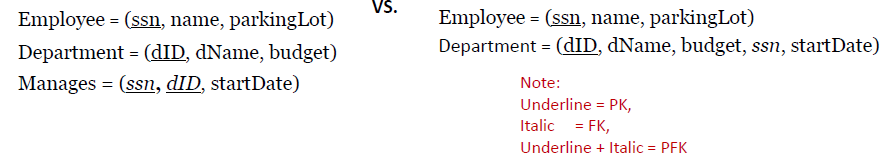 Employee = (ssn, name, parkingLot)
Department = (dID, dName, budget)
Manages = (ssn, dID, startDate)
vs.
Employee = (ssn, name, parkingLot)
Department = (dID, dName, budget, ssn, startDate)
Note:
Underline = PK,
Italic = FK,
Underline + Italic = PFK